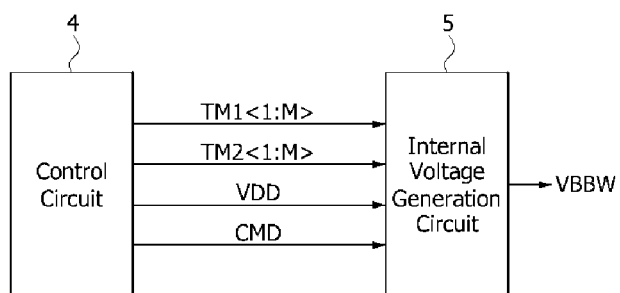 4
5
TM1<1:M>
TM2<1:M>
VDD
CMD
Control
Circuit
Internal
Voltage
Generation
Circuit
VBBW